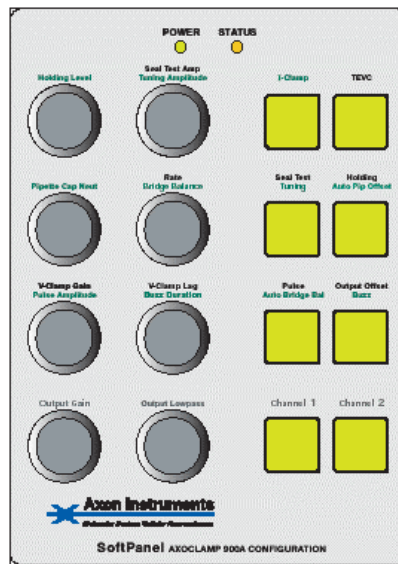 POWER STATUS
Holding Level
Seal Test Amp
Tuning Amplitude
I-Clamp
TEVC
Pipette Cap Neut
Rate
Bridge Balance
Seal Test
Tuning
Holding
Auto Pip Offset
V-Clamp Gain
Pulse Amplitude
V-Clamp Lag
Buzz Duration
Pulse
Auto Bridge Bal
Output Offset
Buzz
Output Gain
Output Lowpass
Channel 1
Channel 2
Axon Instruments
SoftPanel AXOCLAMP 900A CONFIGURATION